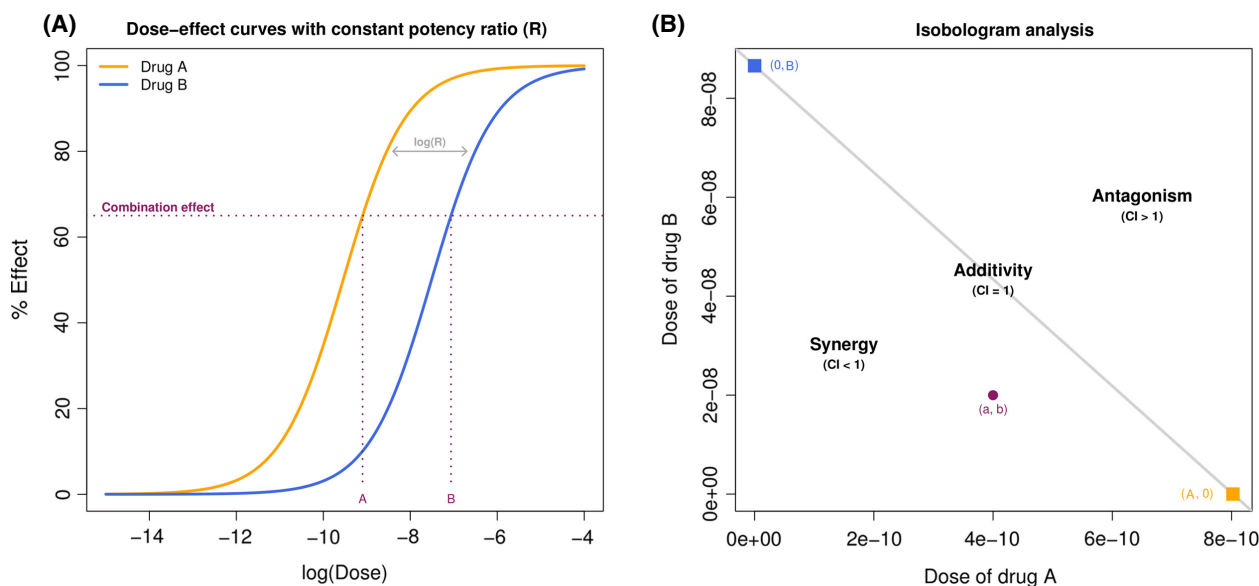 (A)
Dose−effect curves with constant potency ratio (R)
Drug A
Drug B
log(R)
Combination effect
A
B
% Effect
0
20
40
60
80
100
−14
−12
−10
−8
−6
−4
log(Dose)
(B)
Isobologram analysis
(0, B)
Antagonism
(CI > 1)
Additivity
(CI = 1)
Synergy
(CI < 1)
(a, b)
(A, 0)
Dose of drug B
0e+00
2e−08
4e−08
6e−08
8e−08
0e+00
2e−10
4e−10
6e−10
8e−10
Dose of drug A